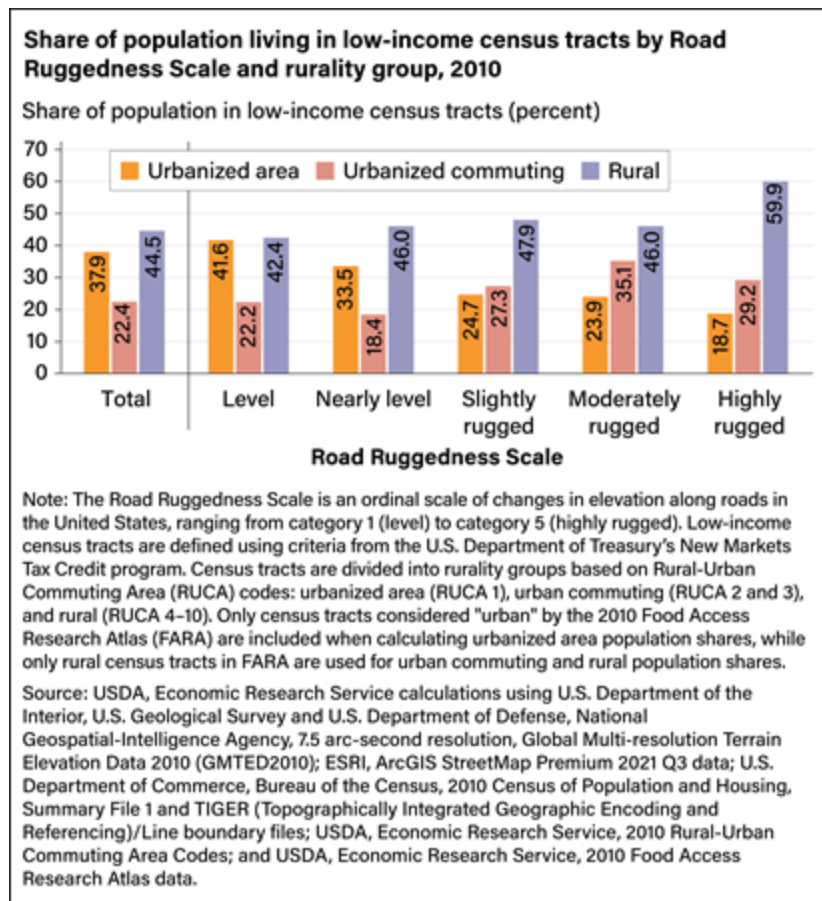 Share of population living in low-income census tracts by Road
Ruggedness Scale and rurality group, 2010
Share of population in low-income census tracts (percent)
70
60
50
40
30
20
10
0
Urbanized area
Urbanized commuting
Rural
37.9
22.4
44.5
41.6
22.2
42.4
33.5
18.4
46.0
24.7
27.3
47.9
23.9
35.1
46.0
18.7
29.2
59.9
Total
Level
Nearly level
Slightly
rugged
Moderately
rugged
Highly
rugged
Road Ruggedness Scale
Note: The Road Ruggedness Scale is an ordinal scale of changes in elevation along roads in
the United States, ranging from category 1 (level) to category 5 (highly rugged). Low-income
census tracts are defined using criteria from the U.S. Department of Treasury's New Markets
Tax Credit program. Census tracts are divided into rurality groups based on Rural-Urban
Commuting Area (RUCA) codes: urbanized area (RUCA 1), urban commuting (RUCA 2 and 3),
and rural (RUCA 4–10). Only census tracts considered "urban" by the 2010 Food Access
Research Atlas (FARA) are included when calculating urbanized area population shares, while
only rural census tracts in FARA are used for urban commuting and rural population shares.
Source: USDA, Economic Research Service calculations using U.S. Department of the
Interior, U.S. Geological Survey and U.S. Department of Defense, National
Geospatial-Intelligence Agency, 7.5 arc-second resolution, Global Multi-resolution Terrain
Elevation Data 2010 (GMTED2010); ESRI, ArcGIS StreetMap Premium 2021 Q3 data; U.S.
Department of Commerce, Bureau of the Census, 2010 Census of Population and Housing,
Summary File 1 and TIGER (Topographically Integrated Geographic Encoding and
Referencing)/Line boundary files; USDA, Economic Research Service, 2010 Rural-Urban
Commuting Area Codes; and USDA, Economic Research Service, 2010 Food Access
Research Atlas data.